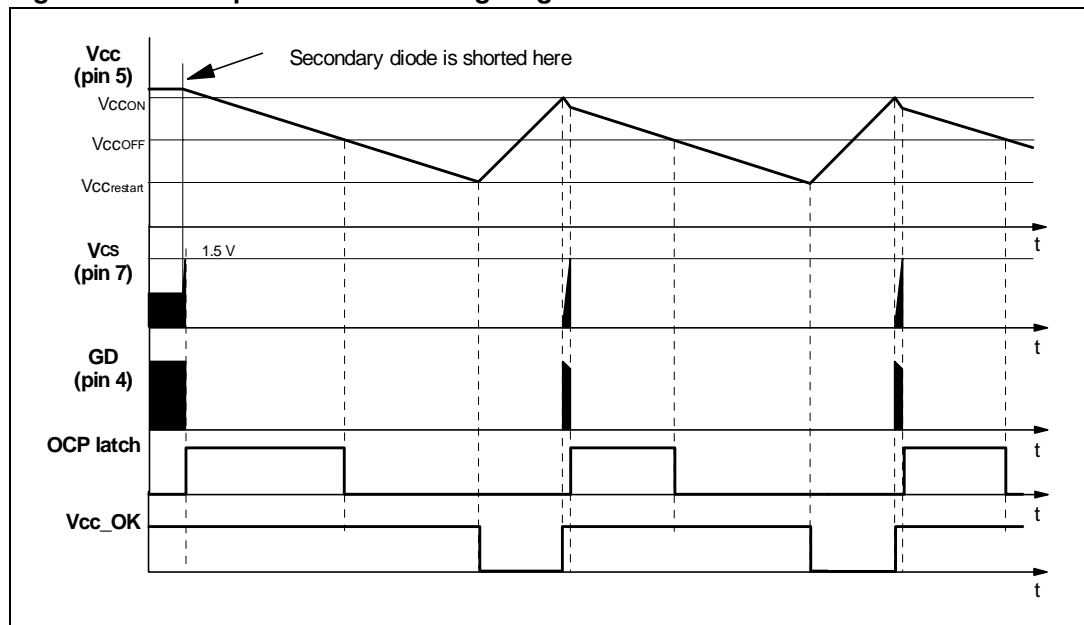 Vcc
(pin 5)
Secondary diode is shorted here
VccON
VccOFF
VCCrestart
t
Vcs
(pin 7)
1.5 V
t
GD
(pin 4)
t
OCP latch
t
Vcc_OK
t